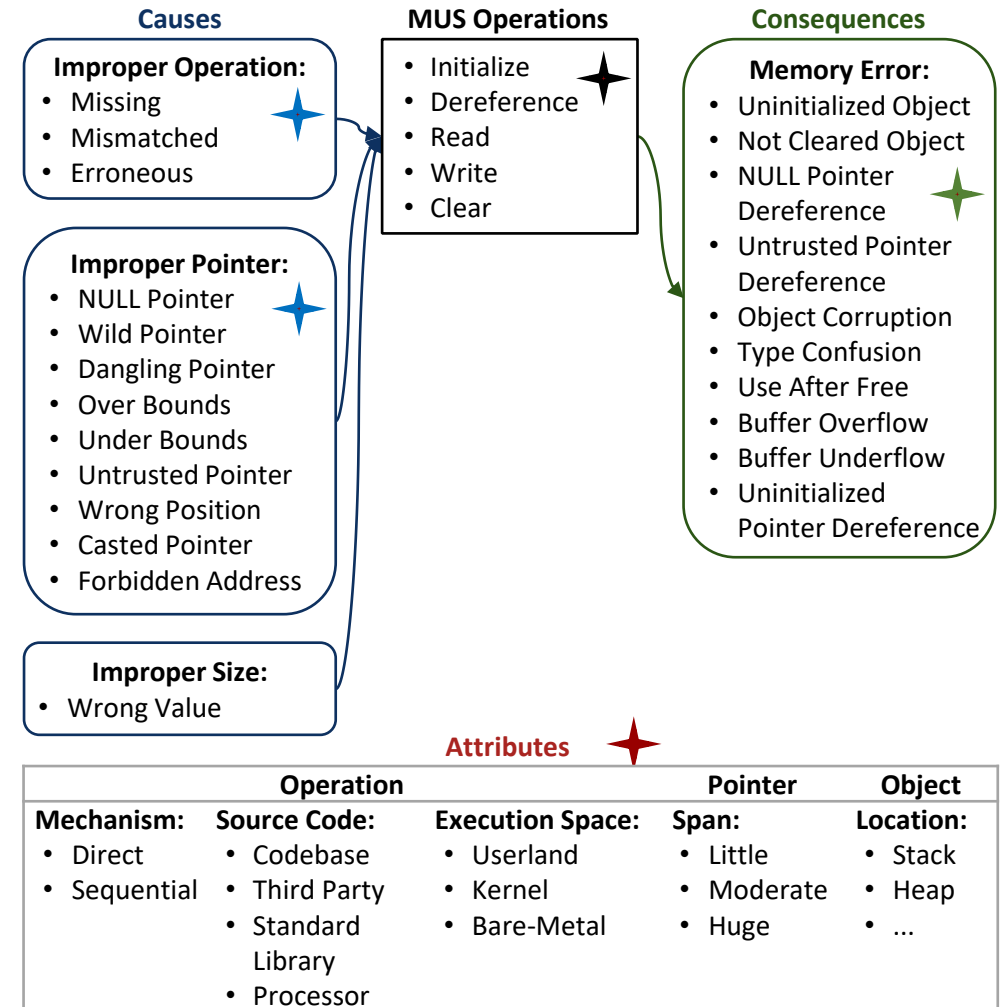 Causes
Improper Operation:
• Missing
• Mismatched
• Erroneous
Improper Pointer:
• NULL Pointer
• Wild Pointer
• Dangling Pointer
• Over Bounds
• Under Bounds
• Untrusted Pointer
• Wrong Position
• Casted Pointer
• Forbidden Address
Improper Size:
• Wrong Value
MUS Operations
• Initialize
• Dereference
• Read
• Write
• Clear
Consequences
Memory Error:
• Uninitialized Object
• Not Cleared Object
• NULL Pointer
Dereference
• Untrusted Pointer
Dereference
• Object Corruption
• Type Confusion
• Use After Free
• Buffer Overflow
• Buffer Underflow
• Uninitialized
Pointer Dereference
Attributes
Operation Pointer Object
Mechanism:
• Direct
• Sequential
Source Code:
• Codebase
• Third Party
• Standard
Library
• Processor
Execution Space:
• Userland
• Kernel
• Bare-Metal
Span:
• Little
• Moderate
• Huge
Location:
• Stack
• Heap
• ...